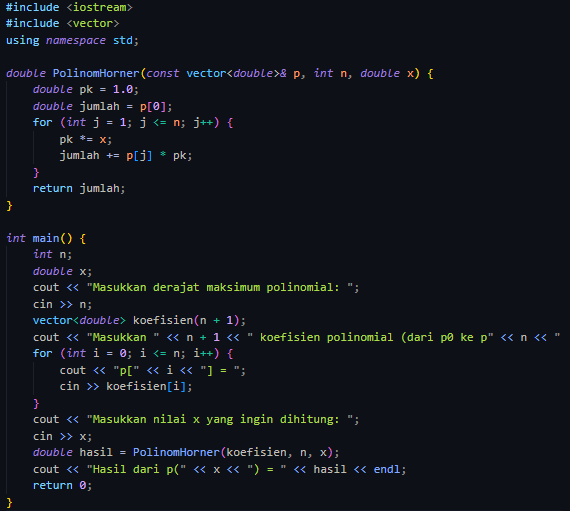 #include <iostream>
#include <vector>
using namespace std;
double PolinomHorner(const vector<double>& p, int n, double x) {
double pk = 1.0;
double jumlah = p[0];
for (int j = 1; j <= n; j++) {
pk *= x;
jumlah += p[j] * pk;
}
return jumlah;
}
int main() {
int n;
double x;
cout << "Masukkan derajat maksimum polinomial: ";
cin >> n;
vector<double> koefisien(n + 1);
cout << "Masukkan " << n + 1 << " koefisien polinomial (dari p0 ke p" << n << "
for (int i = 0; i <= n; i++) {
cout << "p[" << i << "] = ";
cin >> koefisien[i];
}
cout << "Masukkan nilai x yang ingin dihitung: ";
cin >> x;
double hasil = PolinomHorner(koefisien, n, x);
cout << "Hasil dari p(" << x << ") = " << hasil << endl;
return 0;
}